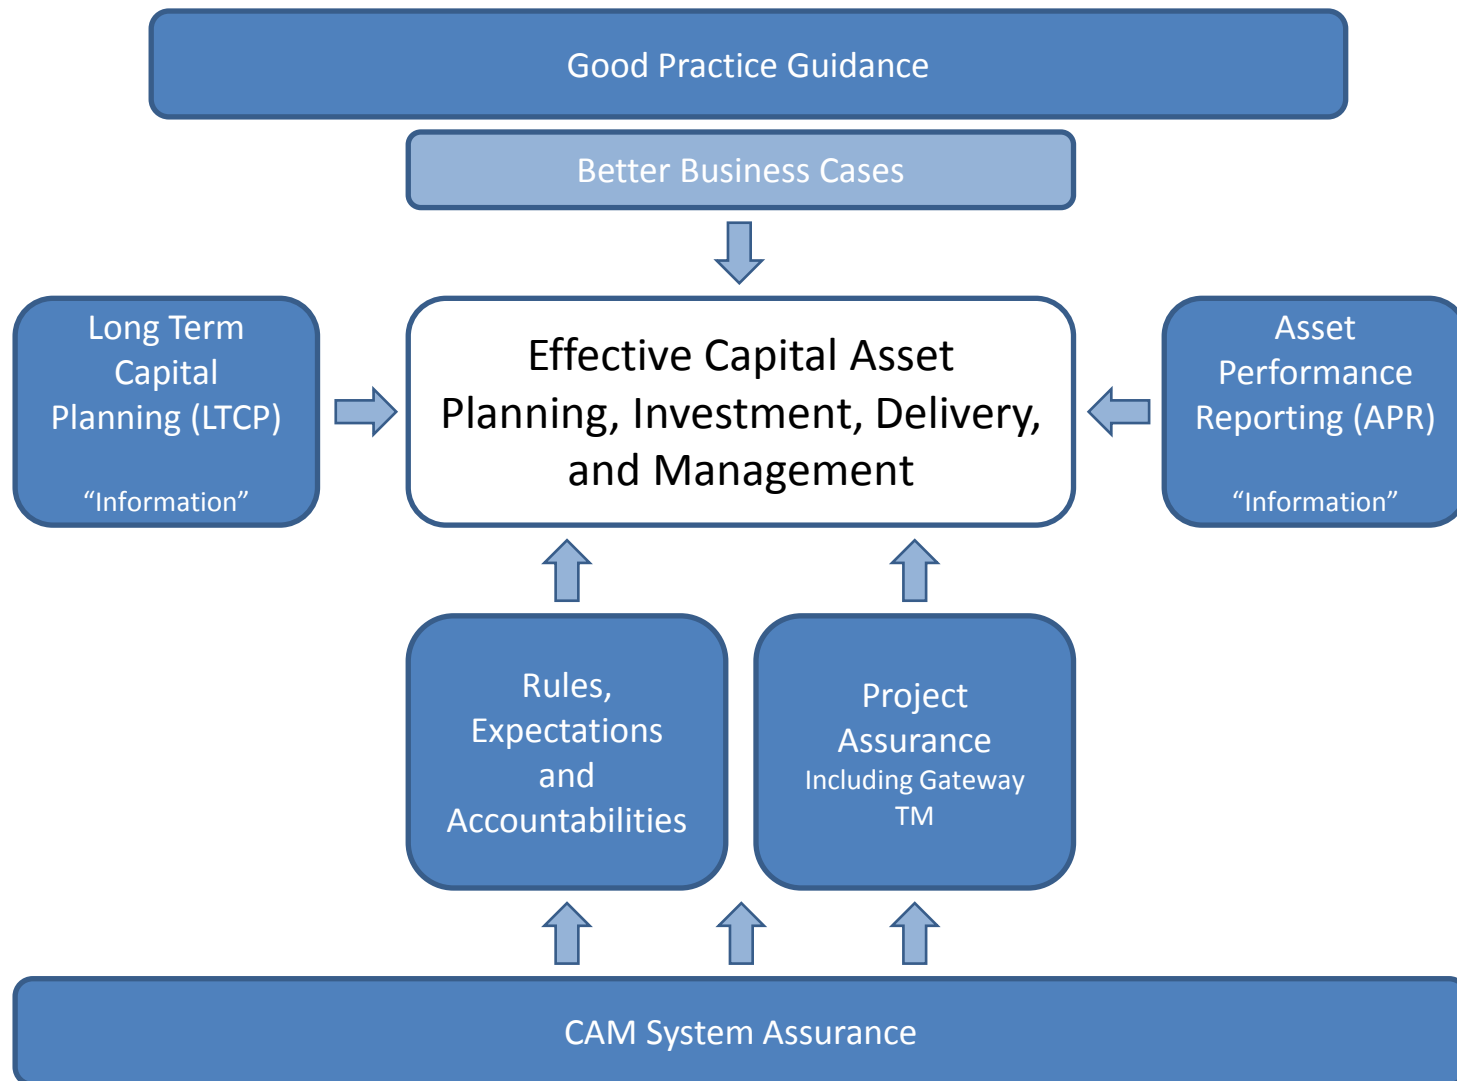 Good Practice Guidance
Better Business Cases
Long Term
Capital
Planning (LTCP)
“Information”
Effective Capital Asset
Planning, Investment, Delivery,
and Management
Asset
Performance
Reporting (APR)
“Information”
Rules,
Expectations
and
Accountabilities
Project
Assurance
Including Gateway
TM
CAM System Assurance